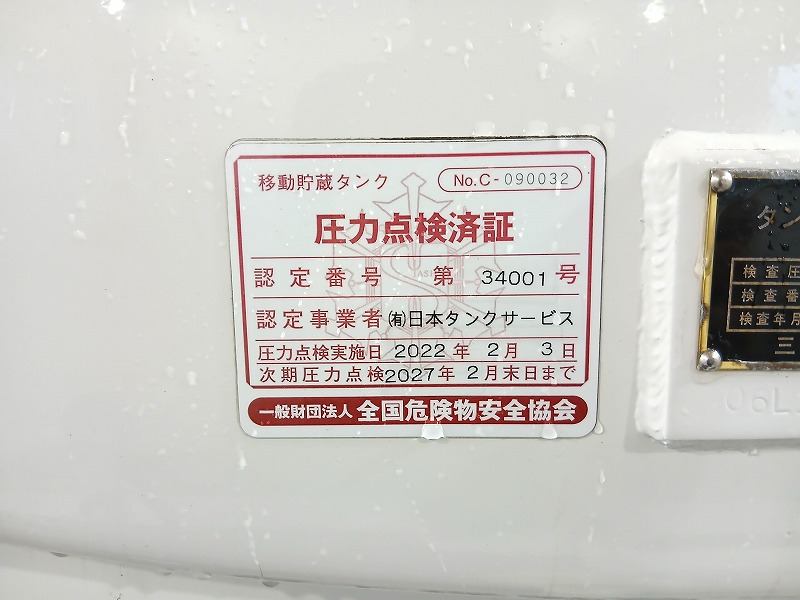 移動貯蔵タンク No.C-090032
圧力点検済証
認定番号 第 34001 号
認定事業者 ㈲日本タンクサービス
圧力点検実施日 2022 年 2 月 3 日
次期圧力点検 2027 年 2 月末日まで
一般財団法人 全国危険物安全協会
タン
検査圧
検査番
検査年月
三